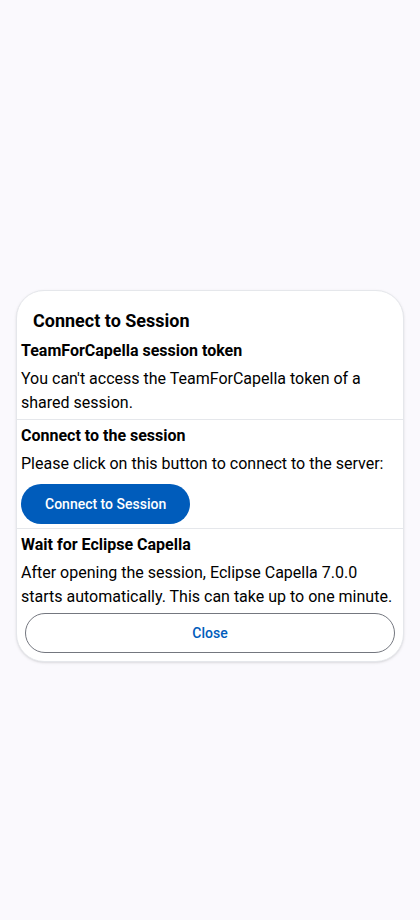 Connect to Session
TeamForCapella session token
You can't access the TeamForCapella token of a
shared session.
Connect to the session
Please click on this button to connect to the server:
Connect to Session
Wait for Eclipse Capella
After opening the session, Eclipse Capella 7.0.0
starts automatically. This can take up to one minute.
Close